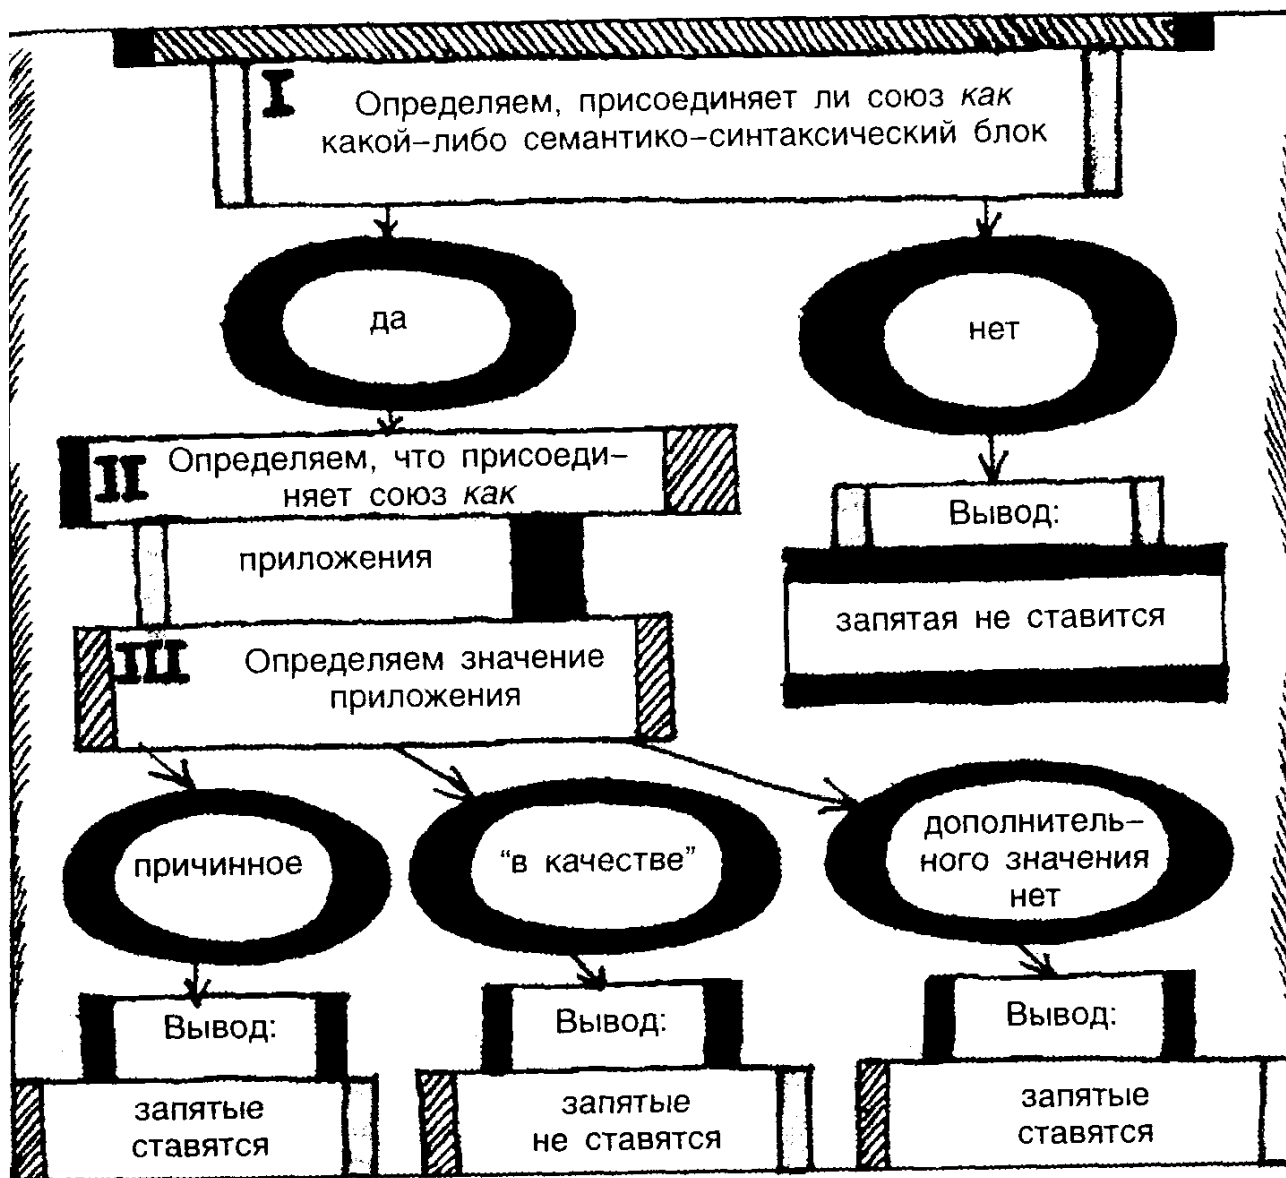 I
Определяем, присоединяет ли союз как
какой-либо семантико-синтаксический блок
да
нет
II
Определяем, что присоеди-
няет союз как
Вывод:
приложения
запятая не ставится
III
Определяем значение
приложения
причинное
"в качестве"
дополнитель-
ного значения
нет
Вывод:
Вывод:
Вывод:
запятые
ставятся
запятые
не ставятся
запятые
ставятся